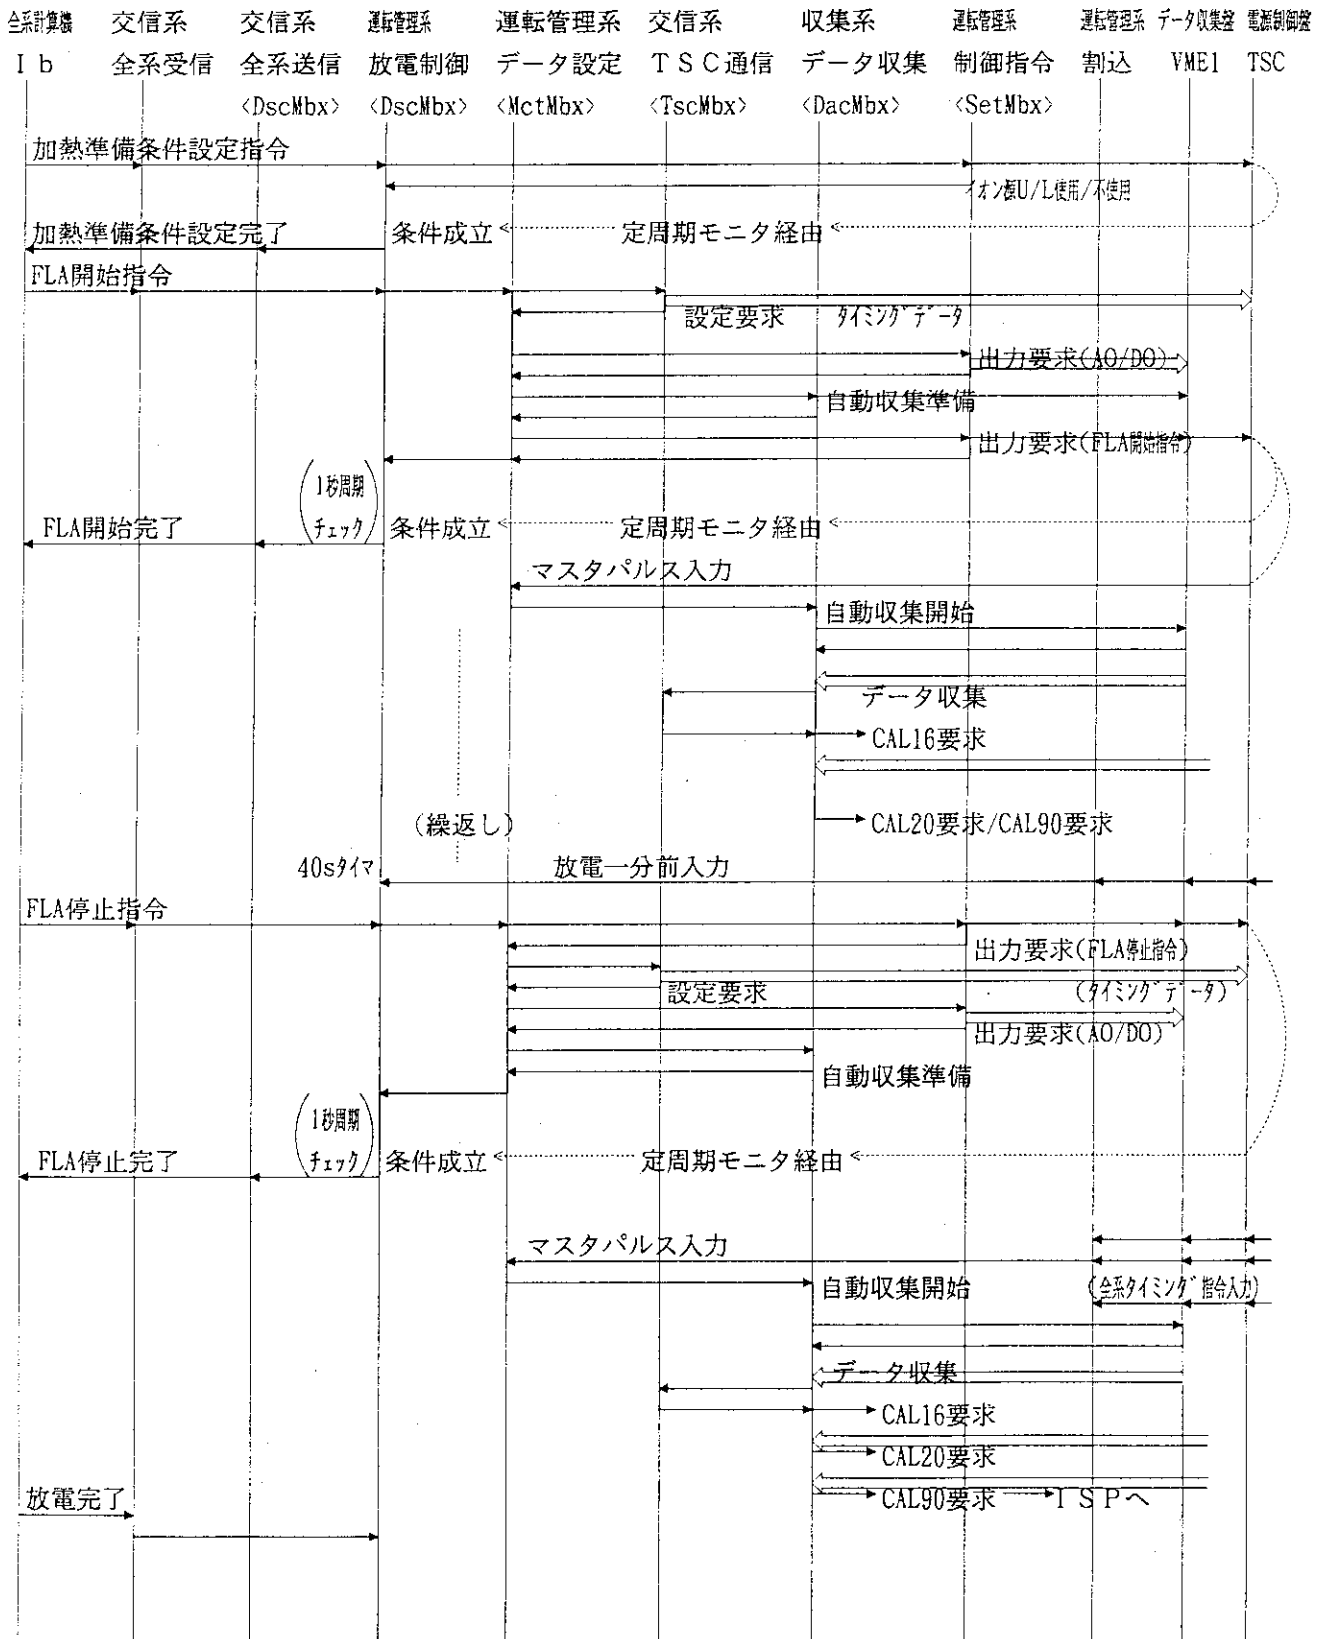 全系計算機 交信系 交信系 運転管理系 運転管理系 交信系 収集系 運転管理系 運転管理系 データ収集盤 電源制御盤
Ｉｂ 全系受信 全系送信 放電制御 データ設定 ＴＳＣ通信 データ収集 制御指令 割込 VME1 TSC
<DscMbx> <DscMbx> <MctMbx> <TscMbx> <DacMbx> <SetMbx>
加熱準備条件設定指令
イオン源U/L使用/不使用
加熱準備条件設定完了 条件成立 定周期モニタ経由
FLA開始指令
設定要求 タイミングデータ
出力要求(AO/DO)
自動収集準備
出力要求(FLA開始指令)
(1秒周期
チェック)
FLA開始完了 条件成立 定周期モニタ経由
マスタパルス入力
自動収集開始
データ収集
CAL16要求
(繰返し) CAL20要求/CAL90要求
40sタイマ 放電一分前入力
FLA停止指令
出力要求(FLA停止指令)
設定要求 (タイミングデータ)
出力要求(AO/DO)
自動収集準備
(1秒周期
チェック)
FLA停止完了 条件成立 定周期モニタ経由
マスタパルス入力
自動収集開始 (全系タイミング指令入力)
データ収集
CAL16要求
CAL20要求
放電完了 CAL90要求 ＩＳＰへ